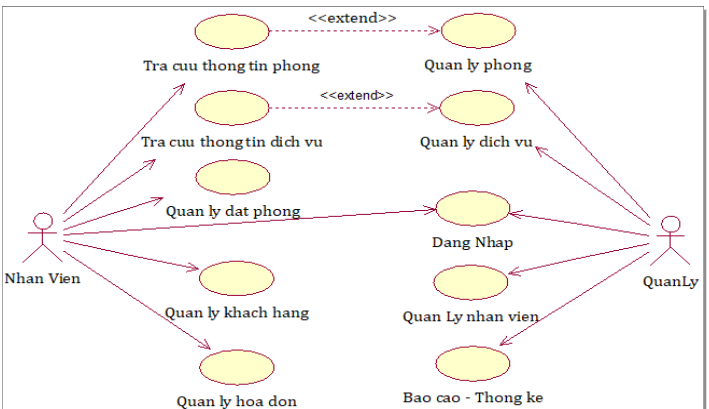 <<extend>>
Tra cuu thong tin phong
Quan ly phong
<<extend>>
Tra cuu thong tin dich vu
Quan ly dich vu
Quan ly dat phong
Dang Nhap
Nhan Vien
QuanLy
Quan ly khach hang
Quan Ly nhan vien
Quan ly hoa don
Bao cao - Thong ke